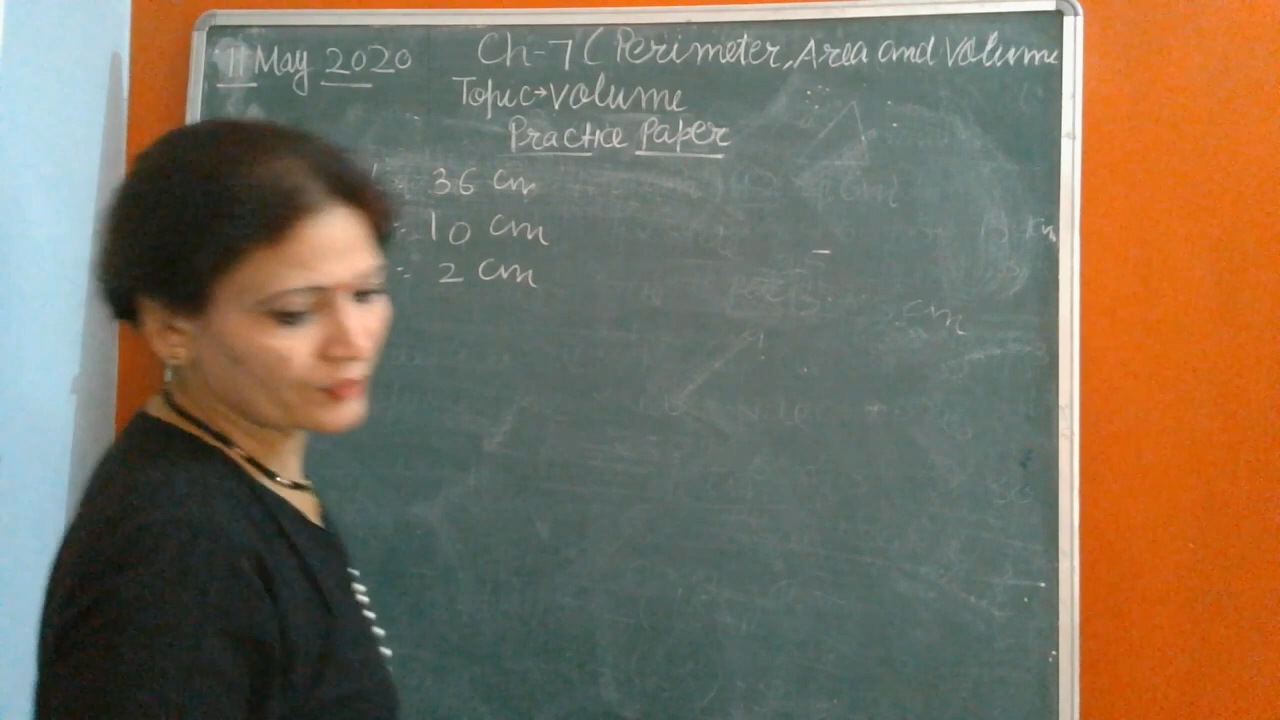 11 May 2020 Ch-7 ( Perimeter, Area and Volume
Topic→Volume
Practice Paper
36 cm
10 cm
2 cm
cm